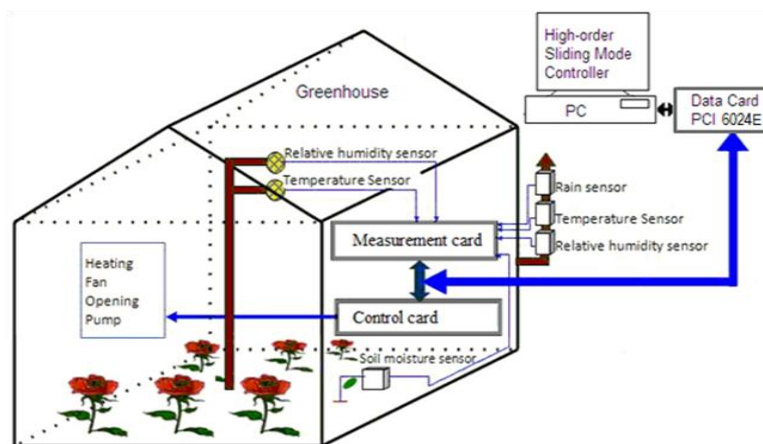 High-order
Sliding Mode
Controller
PC
Data Card
PCI 6024E
Greenhouse
Relative humidity sensor
Temperature Sensor
Rain sensor
Temperature Sensor
Relative humidity sensor
Measurement card
Heating
Fan
Opening
Pump
Control card
Soil moisture sensor